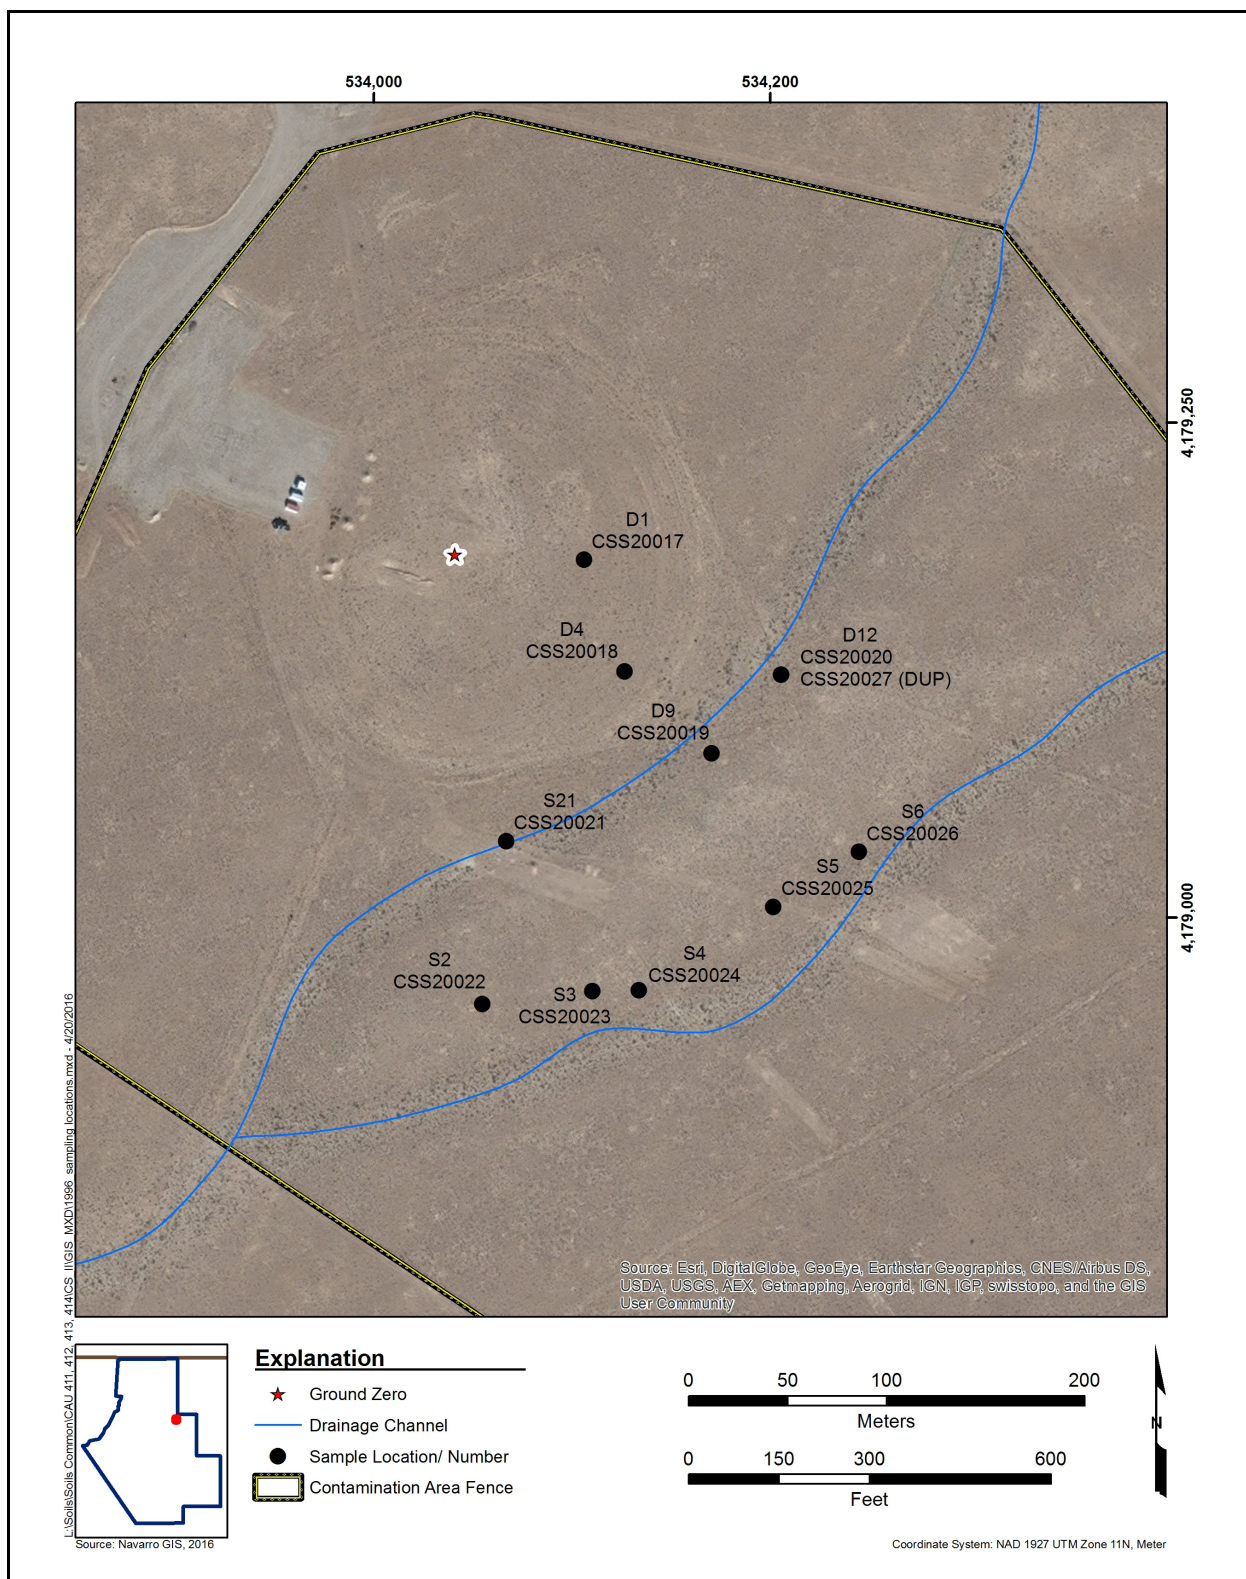 534,000
534,200
4,179,250
4,179,000
D1
CSS20017
D4
CSS20018
D12
CSS20020
CSS20027 (DUP)
D9
CSS20019
S21
CSS20021
S6
CSS20026
S5
CSS20025
S4
CSS20024
S2
CSS20022
S3
CSS20023
Source: Esri, DigitalGlobe, GeoEye, Earthstar Geographics, CNES/Airbus DS,
USDA, USGS, AEX, Getmapping, Aerogrid, IGN, IGP, swisstopo, and the GIS
User Community
L:\Soils\Soils Common\CAU 411, 412, 413, 414\CS II\GIS MXD\1996 sampling locations.mxd - 4/20/2016
Explanation
Ground Zero
Drainage Channel
Sample Location/ Number
Contamination Area Fence
0 50 100 200
Meters
0 150 300 600
Feet
N
Source: Navarro GIS, 2016
Coordinate System: NAD 1927 UTM Zone 11N, Meter